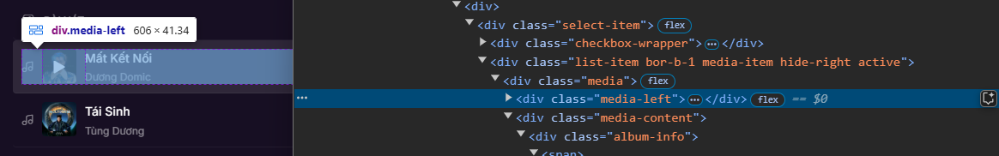 div.media-left 606 × 41.34
Mất Kết Nối
Dương Domic
Tái Sinh
Tùng Dương
<div>
<div class="select-item"> flex
<div class="checkbox-wrapper"> … </div>
<div class="list-item bor-b-1 media-item hide-right active">
<div class="media"> flex
… <div class="media-left"> … </div> flex == $0
<div class="media-content">
<div class="album-info">
<span>